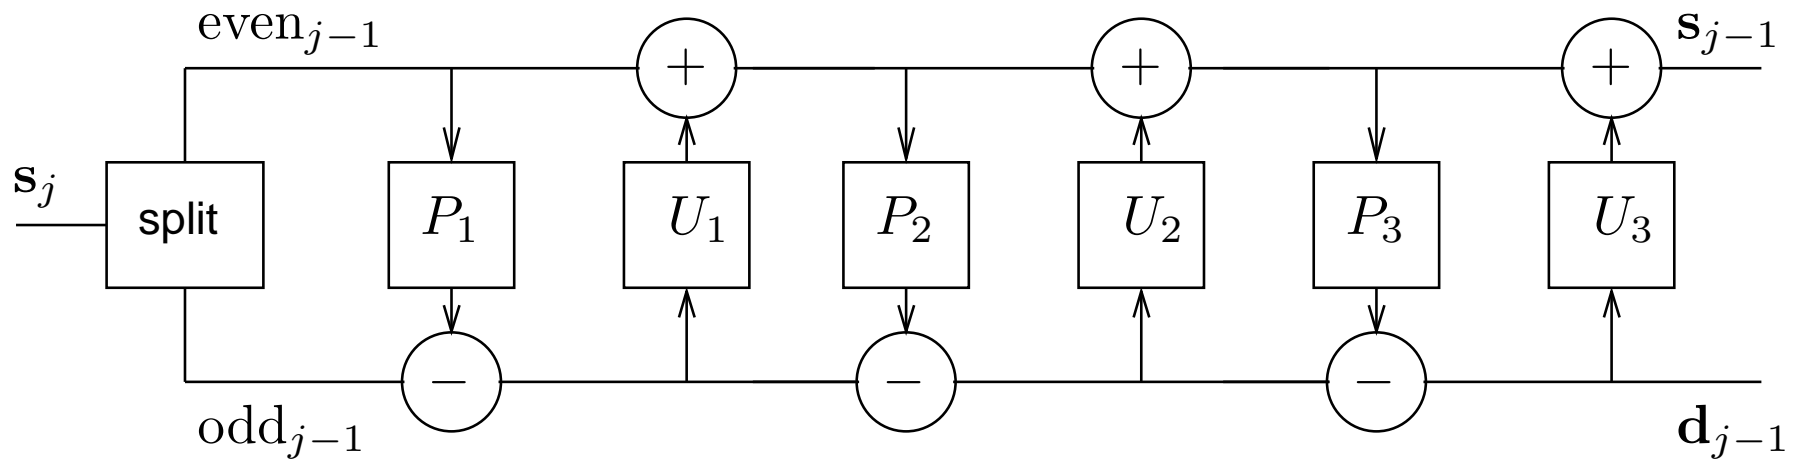 even_{j−1}
+ + + s_{j−1}
s_j
split P_1 U_1 P_2 U_2 P_3 U_3
− − −
odd_{j−1} d_{j−1}